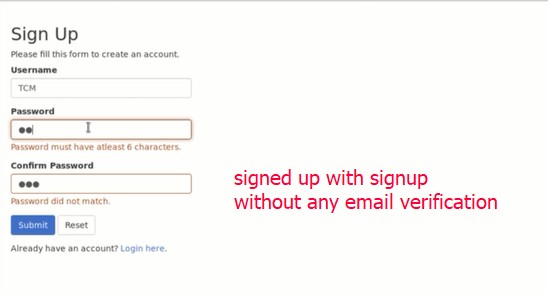 Sign Up
Please fill this form to create an account.
Username
TCM
Password
●●
Password must have atleast 6 characters.
Confirm Password
●●●
Password did not match.
Submit Reset
Already have an account? Login here.
signed up with signup
without any email verification